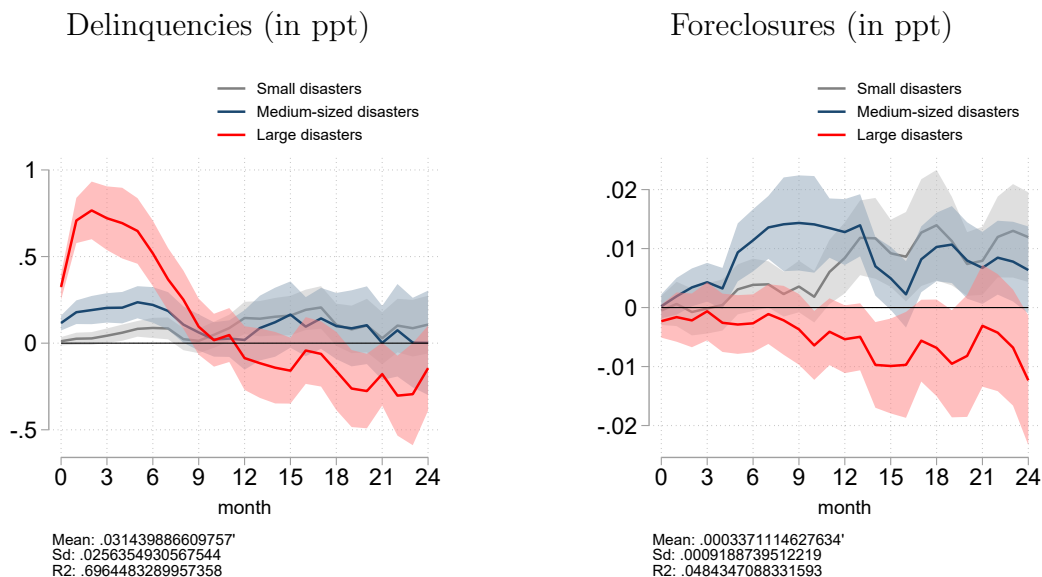 Delinquencies (in ppt)
Small disasters
Medium-sized disasters
Large disasters
1
.5
0
-.5
0 3 6 9 12 15 18 21 24
month
Mean: .031439886609757'
Sd: .0256354930567544
R2: .6964483289957358
Foreclosures (in ppt)
Small disasters
Medium-sized disasters
Large disasters
.02
.01
0
-.01
-.02
0 3 6 9 12 15 18 21 24
month
Mean: .0003371114627634'
Sd: .0009188739512219
R2: .0484347088331593